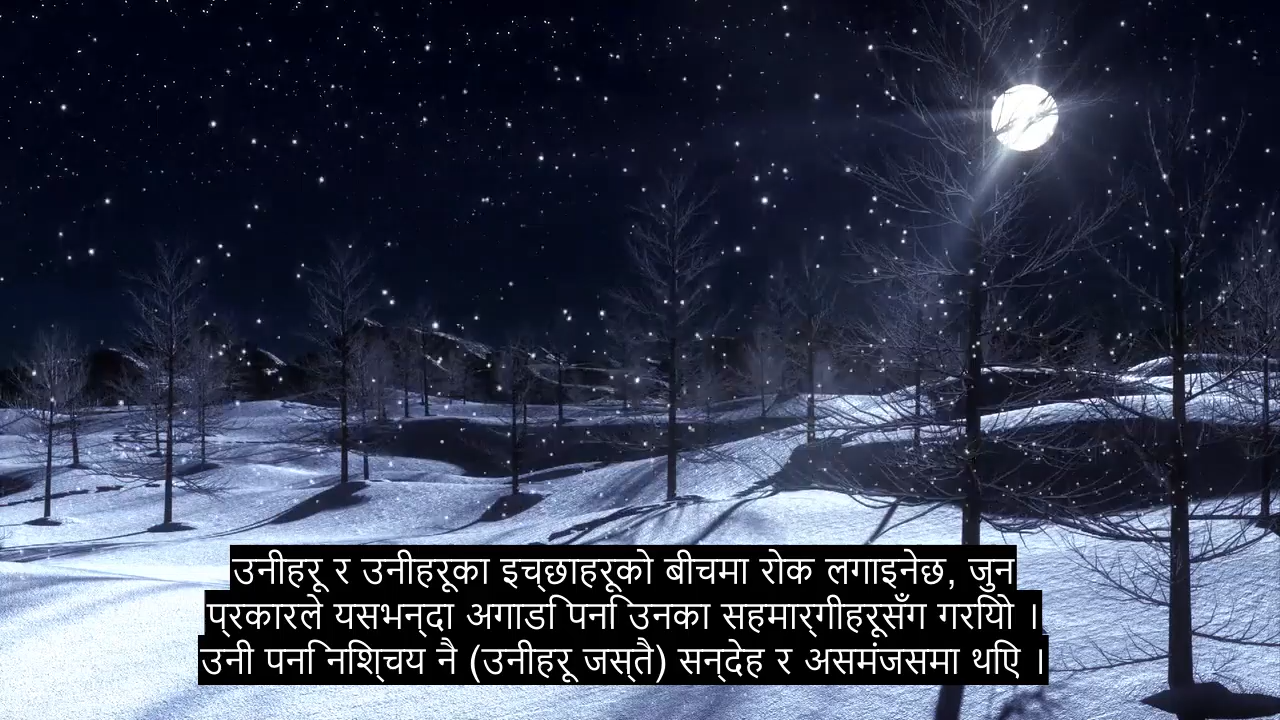 उनीहरू र उनीहरूका इच्छाहरूको बीचमा रोक लगाइनेछ, जुन
प्रकारले यसभन्दा अगाडि पनि उनका सहमार्गीहरूसँग गरियो ।
उनी पनि निश्चय नै (उनीहरू जस्तै) सन्देह र असमंजसमा थिए ।